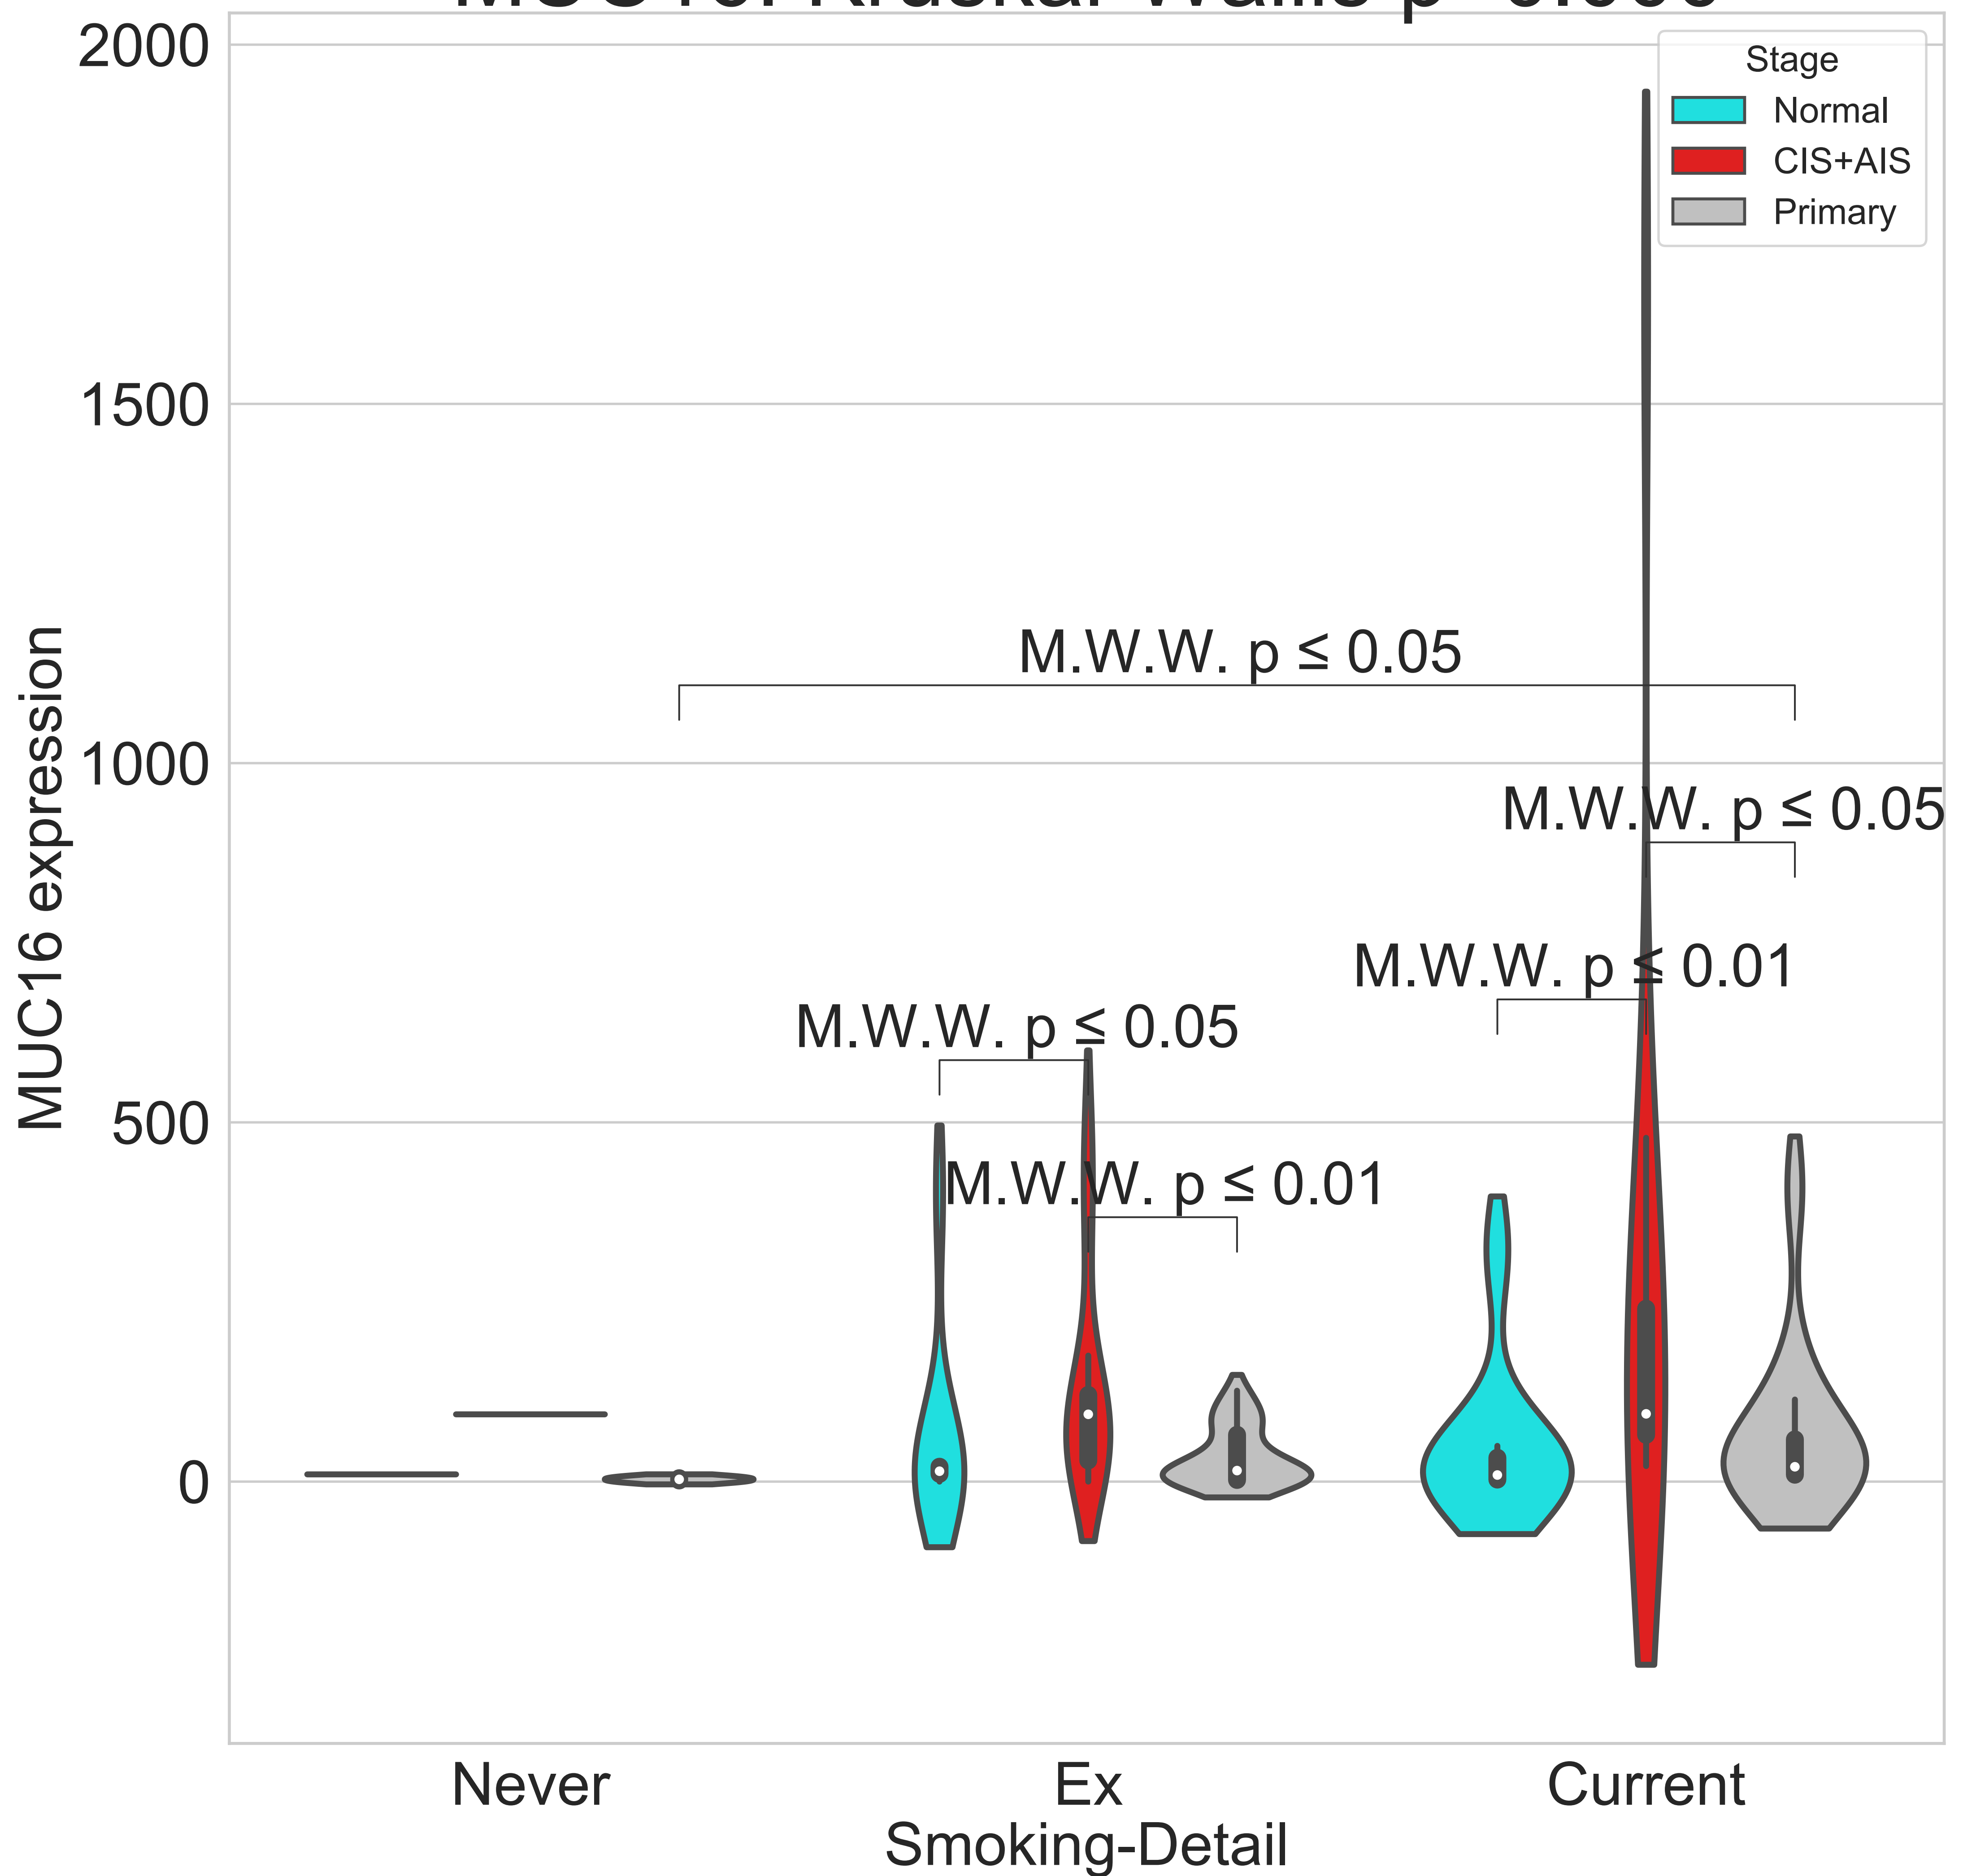 2000
Stage
Normal
CIS+AIS
Primary
1500
M.W.W. p ≤ 0.05
1000
M.W.W. p ≤ 0.05
M.W.W. p ≤ 0.01
M.W.W. p ≤ 0.05
500
M.W.W. p ≤ 0.01
0
MUC16 expression
Never
Ex
Current
Smoking-Detail